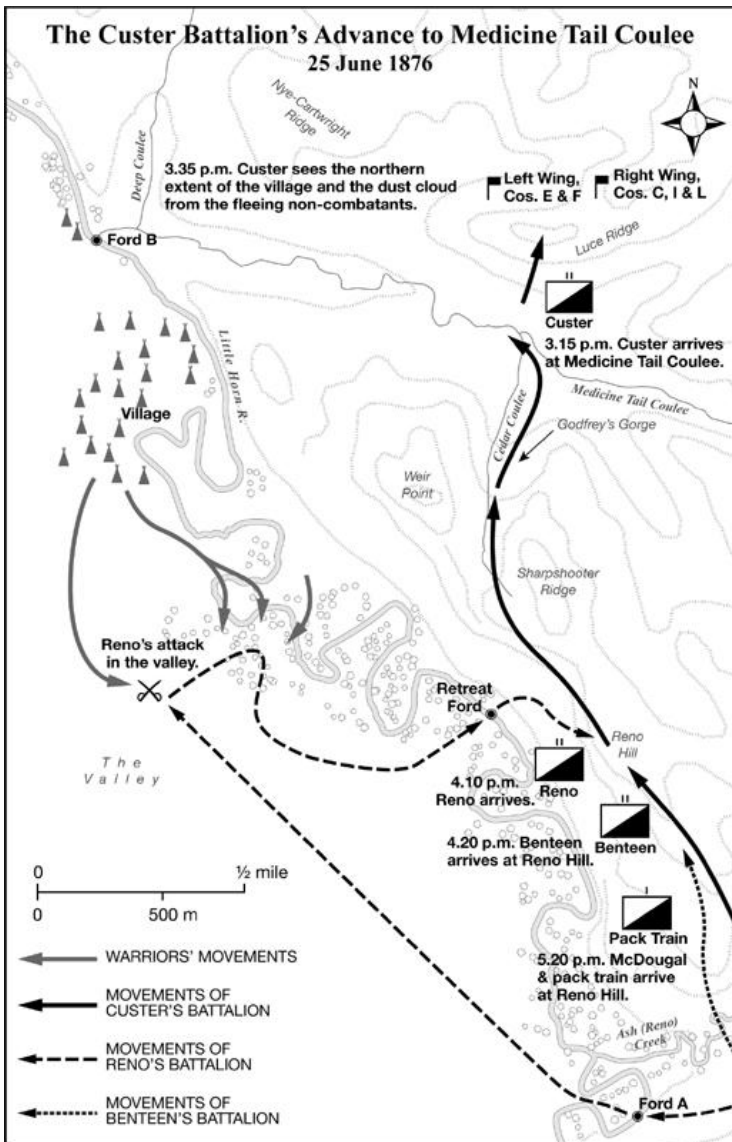 The Custer Battalion's Advance to Medicine Tail Coulee
25 June 1876
N
Nye-Cartwright
Ridge
Deep Coulee
3.35 p.m. Custer sees the northern
extent of the village and the dust cloud
from the fleeing non-combatants.
Left Wing,
Cos. E & F
Right Wing,
Cos. C, I & L
Ford B
Luce Ridge
II
Custer
3.15 p.m. Custer arrives
at Medicine Tail Coulee.
Little Horn R.
Medicine Tail Coulee
Village
Cedar Coulee
Godfrey's Gorge
Weir
Point
Sharpshooter
Ridge
Reno's attack
in the valley.
Retreat
Ford
The
Valley
Reno
Hill
II
Reno
4.10 p.m.
Reno arrives.
II
Benteen
4.20 p.m. Benteen
arrives at Reno Hill.
I
Pack Train
5.20 p.m. McDougal
& pack train arrive
at Reno Hill.
0 ½ mile
0 500 m
WARRIORS' MOVEMENTS
MOVEMENTS OF
CUSTER'S BATTALION
MOVEMENTS OF
RENO'S BATTALION
MOVEMENTS OF
BENTEEN'S BATTALION
Ash (Reno)
Creek
Ford A